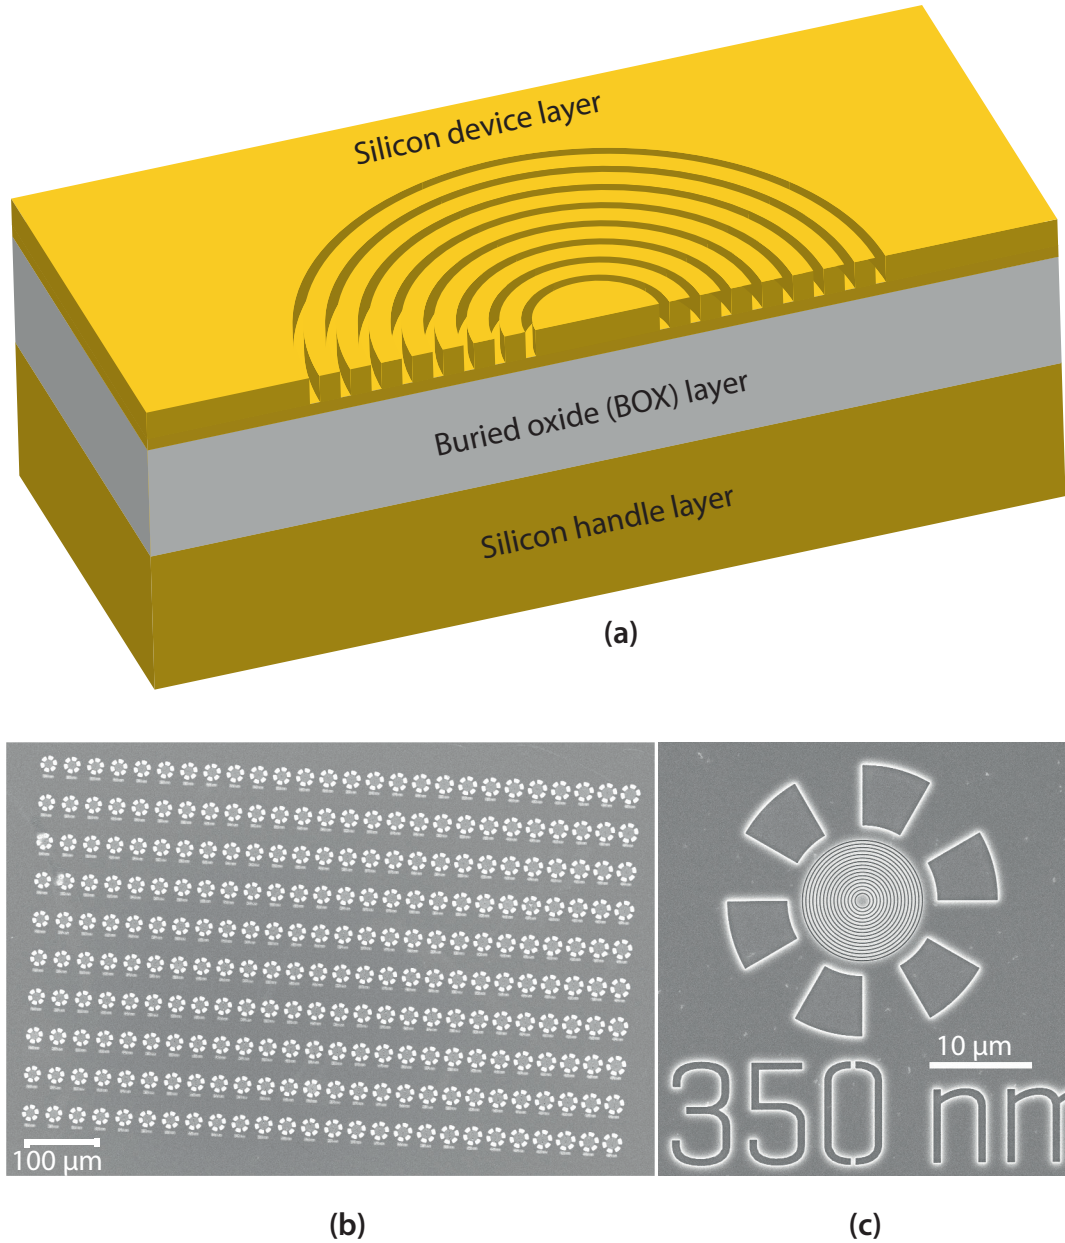 Silicon device layer
Buried oxide (BOX) layer
Silicon handle layer
(a)
100 µm
10 µm
350 nm
(b)
(c)